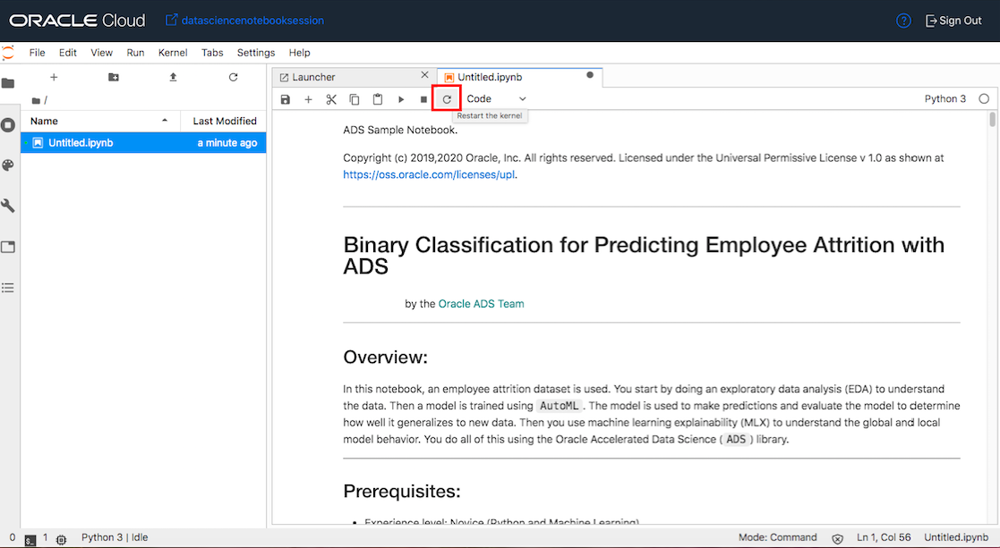 ORACLE Cloud
datasciencenotebooksession
? Sign Out
File Edit View Run Kernel Tabs Settings Help
Launcher
Untitled.ipynb
Code
Python 3
Restart the kernel
/
Name
Last Modified
Untitled.ipynb
a minute ago
ADS Sample Notebook.
Copyright (c) 2019,2020 Oracle, Inc. All rights reserved. Licensed under the Universal Permissive License v 1.0 as shown at
https://oss.oracle.com/licenses/upl.
Binary Classification for Predicting Employee Attrition with
ADS
by the Oracle ADS Team
Overview:
In this notebook, an employee attrition dataset is used. You start by doing an exploratory data analysis (EDA) to understand
the data. Then a model is trained using AutoML. The model is used to make predictions and evaluate the model to determine
how well it generalizes to new data. Then you use machine learning explainability (MLX) to understand the global and local
model behavior. You do all of this using the Oracle Accelerated Data Science (ADS) library.
Prerequisites:
Experience level: Novice (Python and Machine Learning)
0 1 Python 3 | Idle
Mode: Command
Ln 1, Col 56
Untitled.ipynb